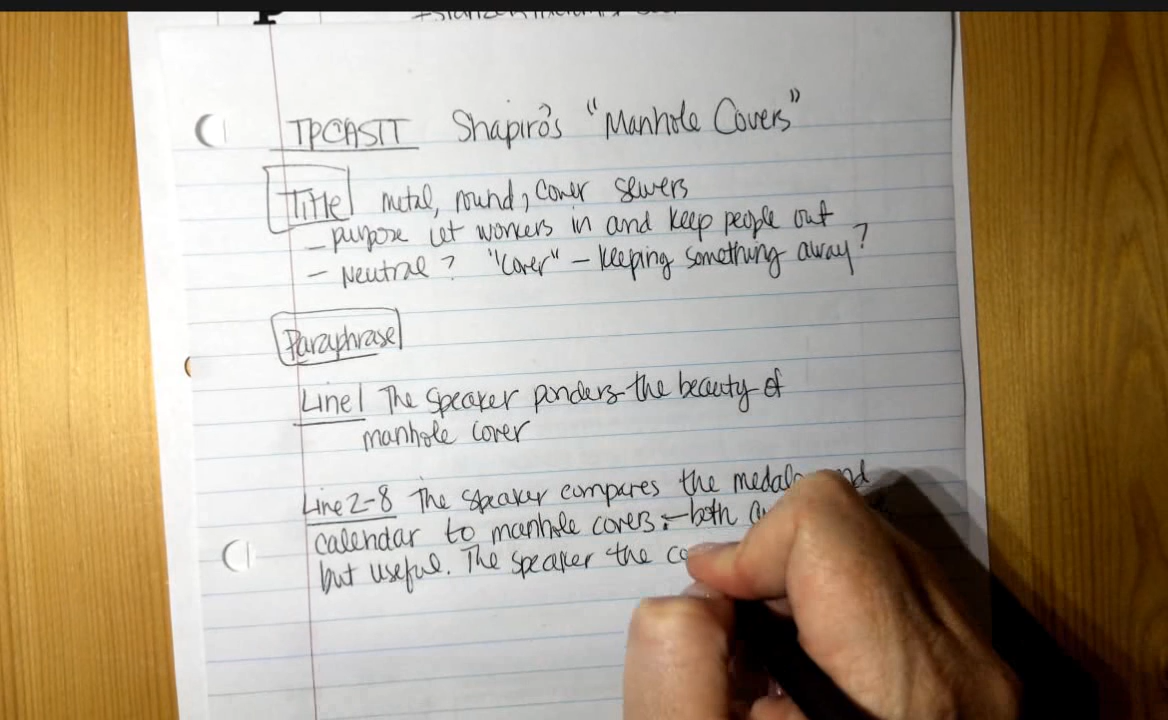 TPCASTT Shapiro's "Manhole Covers"
Title metal, round, cover sewers
- purpose let workers in and keep people out
- Neutral? "Cover" - keeping something away?
Paraphrase
Line 1 The speaker ponders the beauty of
manhole cover
Line 2-8 The speaker compares the medals and
calendar to manhole covers - both
but useful. The speaker the